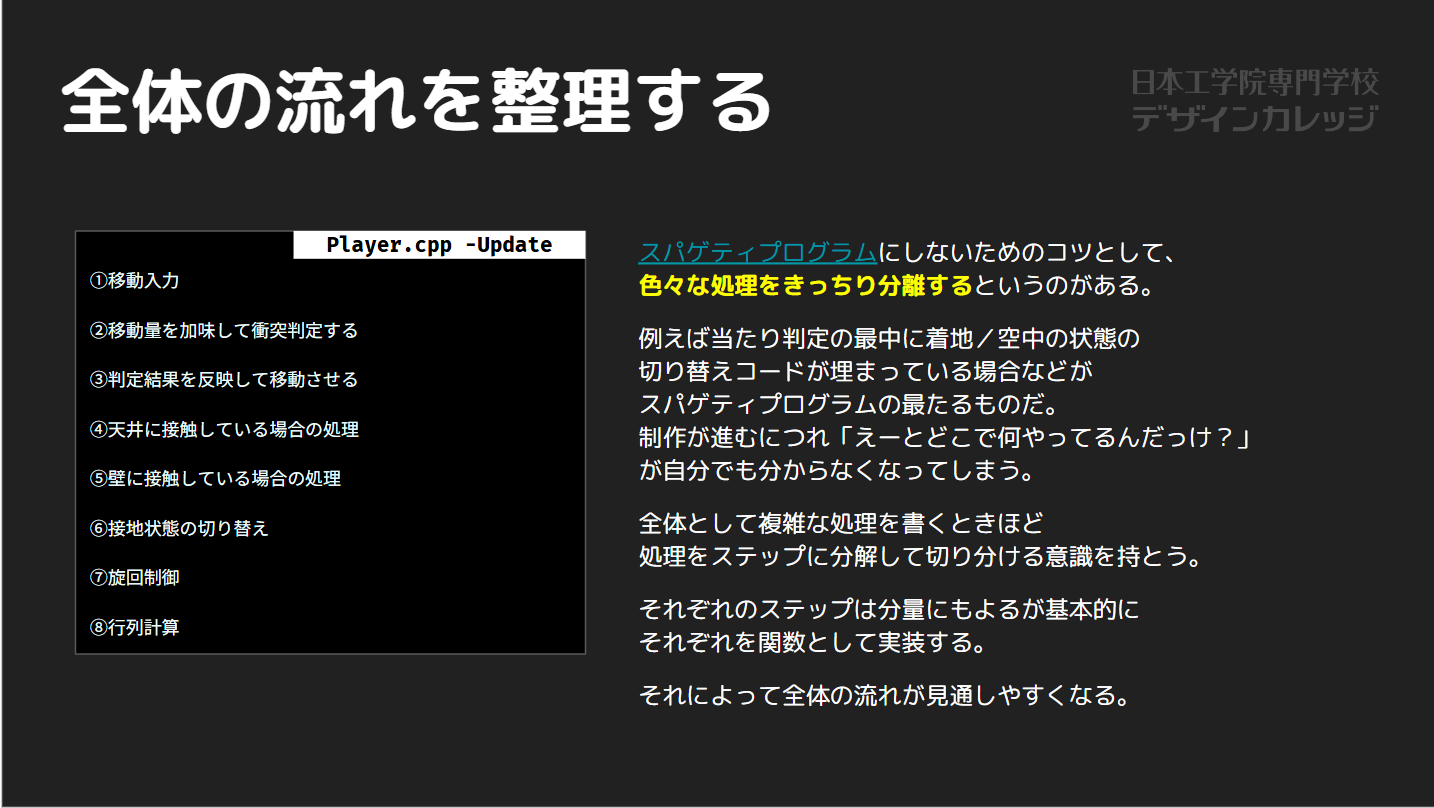 全体の流れを整理する
日本工学院専門学校
デザインカレッジ
Player.cpp -Update
①移動入力
②移動量を加味して衝突判定する
③判定結果を反映して移動させる
④天井に接触している場合の処理
⑤壁に接触している場合の処理
⑥接地状態の切り替え
⑦旋回制御
⑧行列計算
スパゲティプログラムにしないためのコツとして、
色々な処理をきっちり分離するというのがある。
例えば当たり判定の最中に着地／空中の状態の
切り替えコードが埋まっている場合などが
スパゲティプログラムの最たるものだ。
制作が進むにつれ「えーとどこで何やってるんだっけ？」
が自分でも分からなくなってしまう。
全体として複雑な処理を書くときほど
処理をステップに分解して切り分ける意識を持とう。
それぞれのステップは分量にもよるが基本的に
それぞれを関数として実装する。
それによって全体の流れが見通しやすくなる。